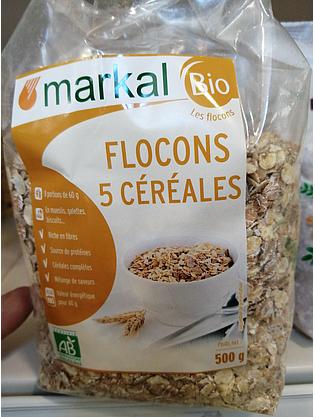 markal
Bio
Les flocons
FLOCONS
5 CÉRÉALES
8 portions de 60 g
En mueslis, galettes,
biscuits...
Riche en fibres
Source de protéines
Céréales complètes
Mélange de saveurs
Valeur énergétique
pour 60 g
AB
Poids net
500 g